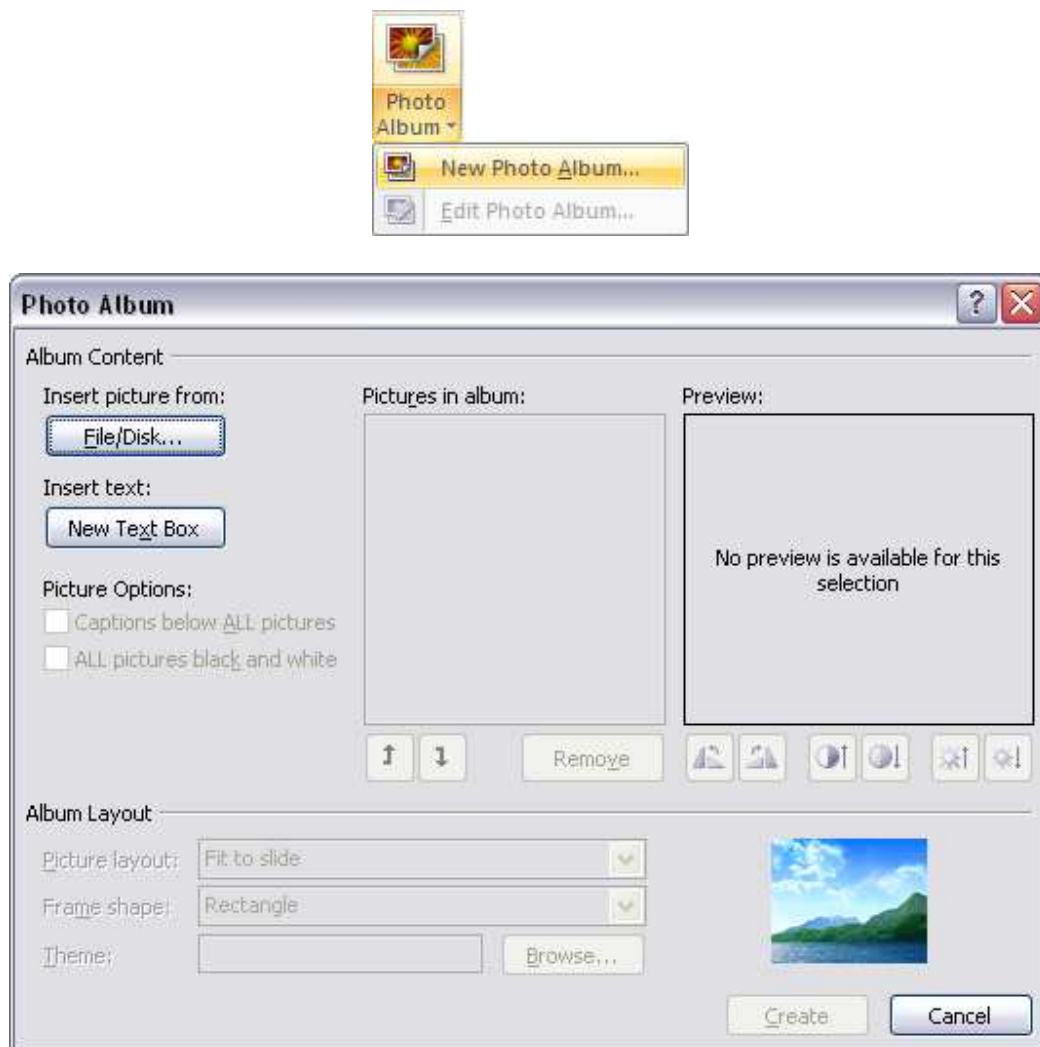 Photo
Album
New Photo Album...
Edit Photo Album...
Photo Album
Album Content
Insert picture from:
File/Disk...
Insert text:
New Text Box
Picture Options:
Captions below ALL pictures
ALL pictures black and white
Pictures in album:
Remove
Preview:
No preview is available for this
selection
Album Layout
Picture layout: Fit to slide
Frame shape: Rectangle
Theme: Browse...
Create Cancel